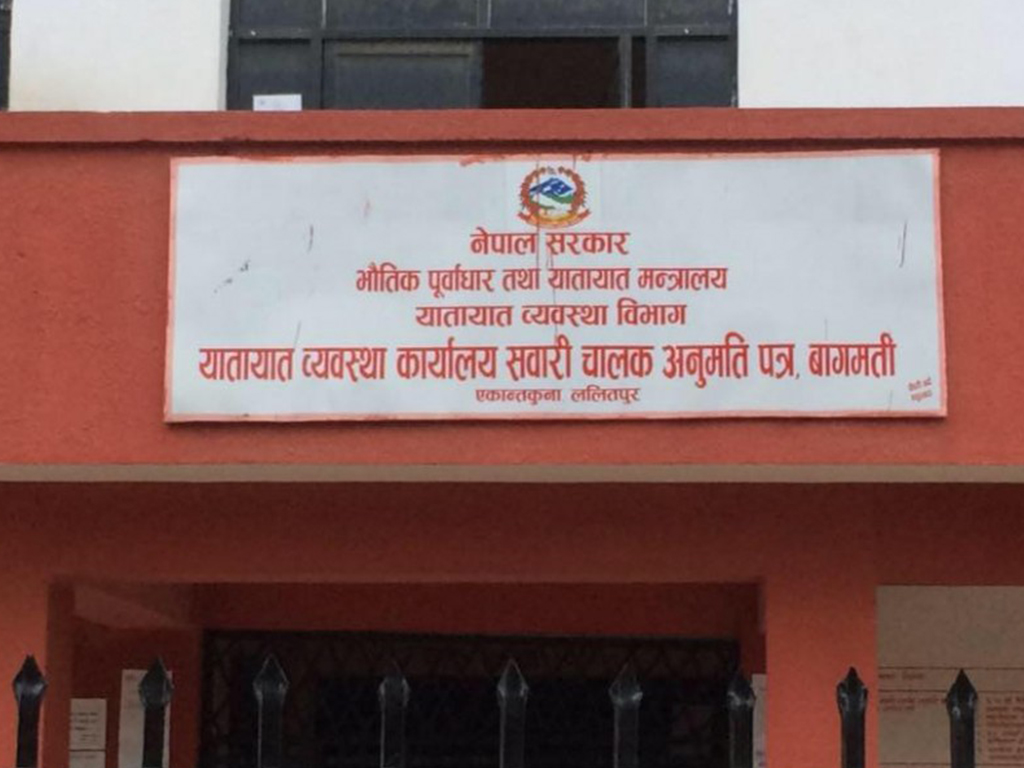 नेपाल सरकार
भौतिक पूर्वाधार तथा यातायात मन्त्रालय
यातायात व्यवस्था विभाग
यातायात व्यवस्था कार्यालय सवारी चालक अनुमति पत्र, बागमती
एकान्तकुना ललितपुर